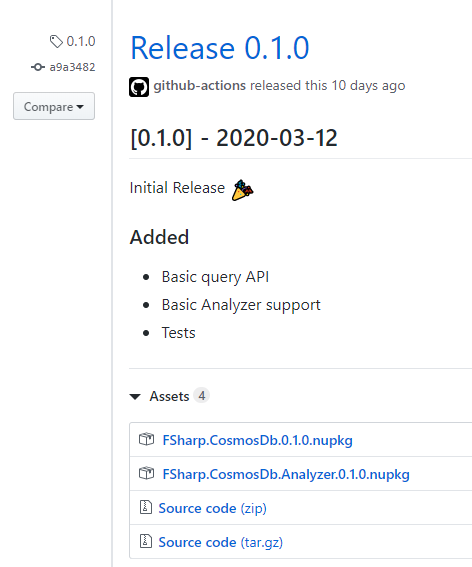 0.1.0
a9a3482
Compare
Release 0.1.0
github-actions released this 10 days ago
[0.1.0] - 2020-03-12
Initial Release 🎉
Added
Basic query API
Basic Analyzer support
Tests
Assets 4
FSharp.CosmosDb.0.1.0.nupkg
FSharp.CosmosDb.Analyzer.0.1.0.nupkg
Source code (zip)
Source code (tar.gz)